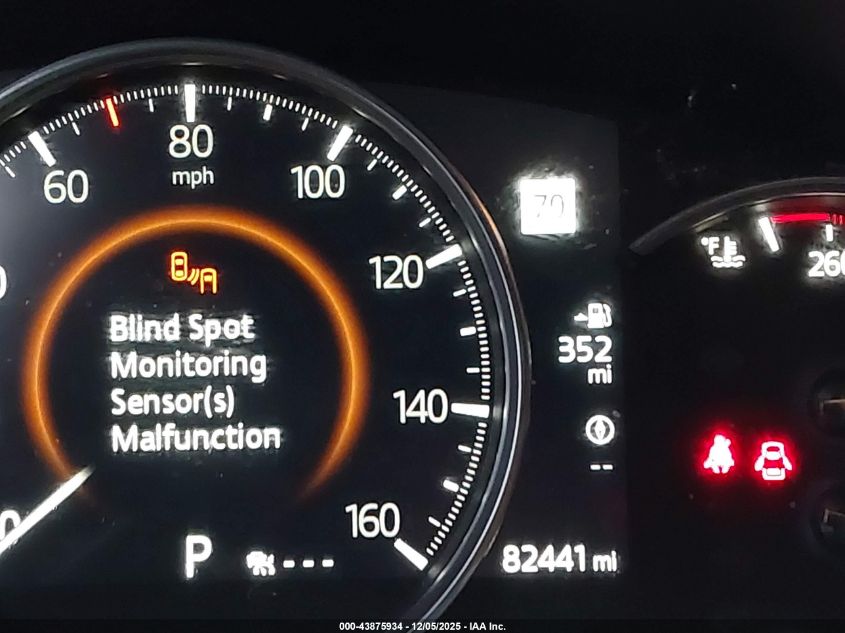 80
mph
60
100
70
120
°F
260
Blind Spot
Monitoring
Sensor(s)
Malfunction
352
mi
140
--
160
P
---
82441 mi
000-43875934 - 12/05/2025 - IAA Inc.